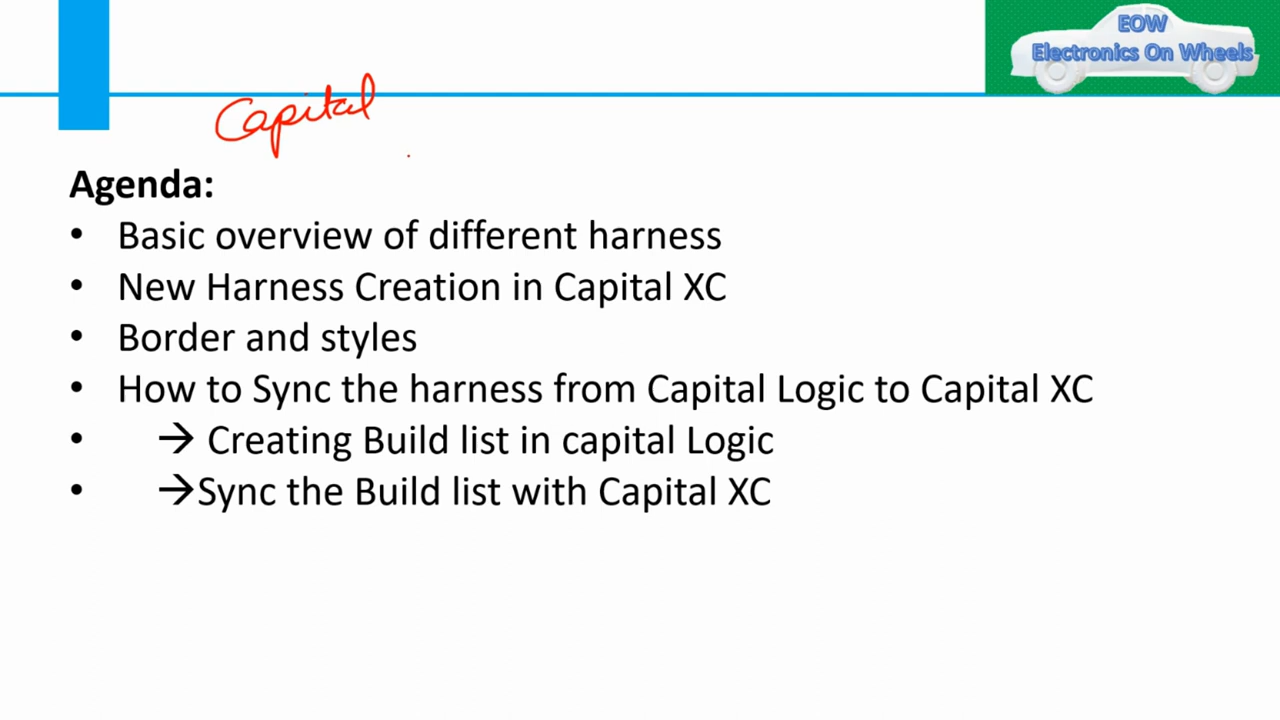 EOW
Electronics On Wheels
Capital
Agenda:
• Basic overview of different harness
• New Harness Creation in Capital XC
• Border and styles
• How to Sync the harness from Capital Logic to Capital XC
• → Creating Build list in capital Logic
• →Sync the Build list with Capital XC